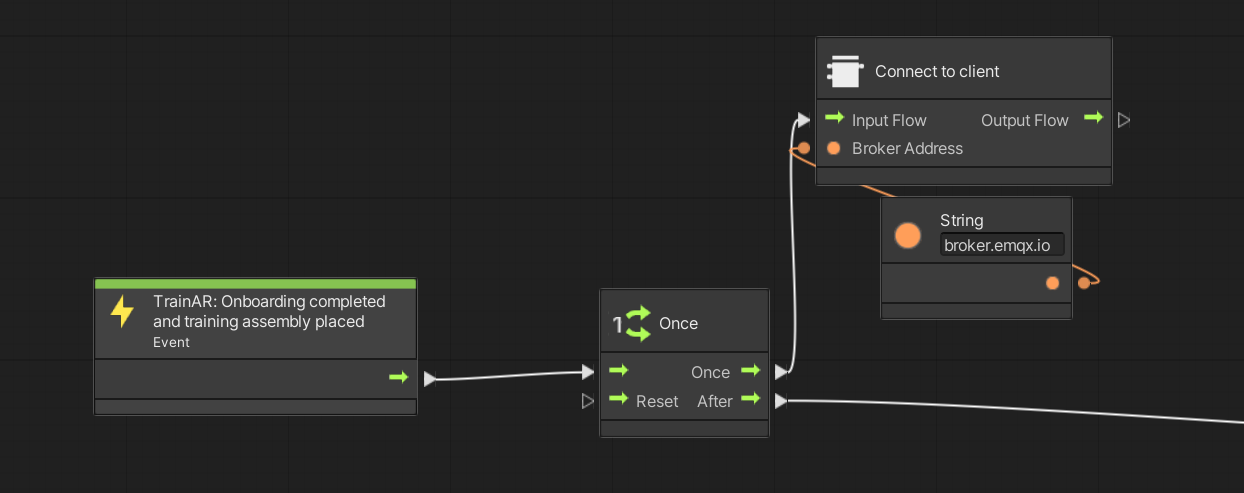 Connect to client
Input Flow Output Flow
Broker Address
String
broker.emqx.io
TrainAR: Onboarding completed
and training assembly placed
Event
1 Once
Once
Reset After